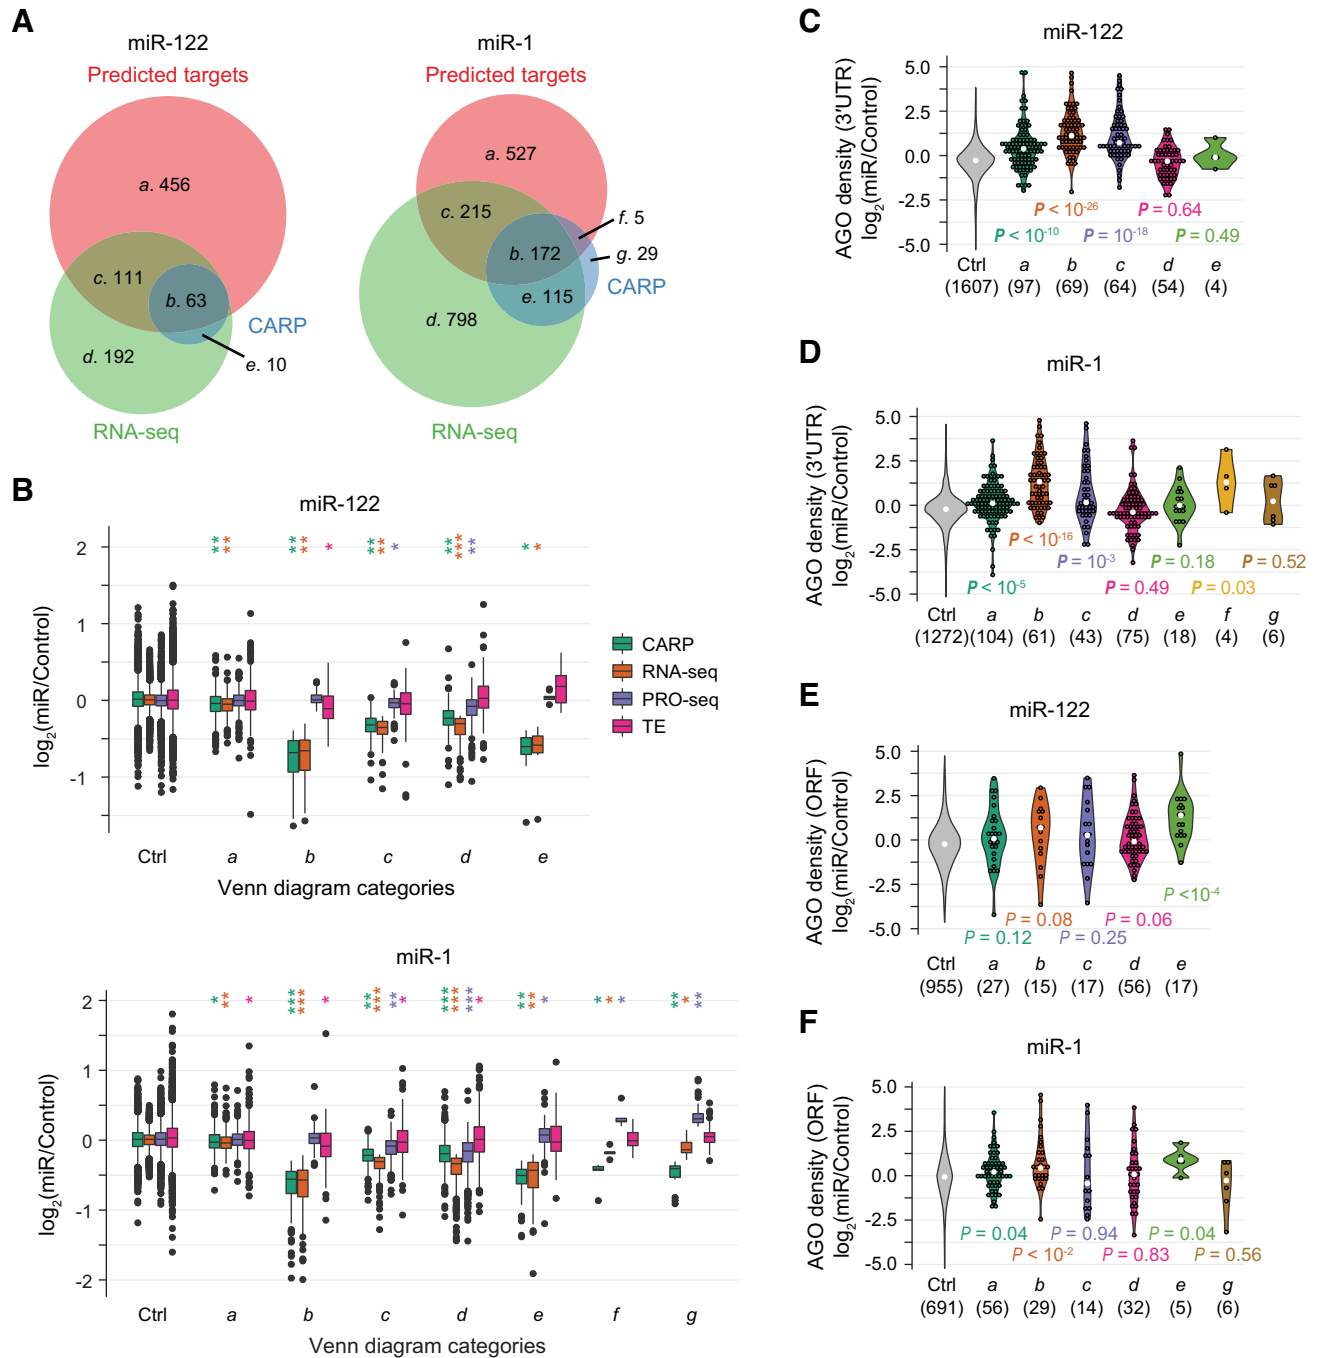 A
miR-122
Predicted targets
a. 456
c. 111
b. 63
CARP
d. 192
e. 10
RNA-seq
miR-1
Predicted targets
a. 527
c. 215
f. 5
b. 172
g. 29
CARP
e. 115
d. 798
RNA-seq
B
miR-122
log2(miR/Control)
2
1
0
-1
** ** ** ** * ** ** * ** *** ** * *
Ctrl a b c d e
Venn diagram categories
CARP
RNA-seq
PRO-seq
TE
miR-1
log2(miR/Control)
2
1
0
-1
-2
* ** * *** *** * ** *** ** * *** *** *** * ** ** * * * * ** * **
Ctrl a b c d e f g
Venn diagram categories
C
miR-122
AGO density (3′UTR)
log2(miR/Control)
5.0
2.5
0.0
-2.5
-5.0
P < 10-26
P = 0.64
P < 10-10
P = 10-18
P = 0.49
Ctrl a b c d e
(1607) (97) (69) (64) (54) (4)
D
miR-1
AGO density (3′UTR)
log2(miR/Control)
5.0
2.5
0.0
-2.5
-5.0
P < 10-16
P = 10-3
P = 0.18
P = 0.52
P < 10-5
P = 0.49
P = 0.03
Ctrl a b c d e f g
(1272) (104) (61) (43) (75) (18) (4) (6)
E
miR-122
AGO density (ORF)
log2(miR/Control)
5.0
2.5
0.0
-2.5
-5.0
P <10-4
P = 0.08
P = 0.06
P = 0.12
P = 0.25
Ctrl a b c d e
(955) (27) (15) (17) (56) (17)
F
miR-1
AGO density (ORF)
log2(miR/Control)
5.0
2.5
0.0
-2.5
-5.0
P = 0.04
P = 0.94
P = 0.04
P < 10-2
P = 0.83
P = 0.56
Ctrl a b c d e g
(691) (56) (29) (14) (32) (5) (6)